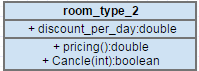 room_type_2
+ discount_per_day:double
+ pricing():double
+ Cancle(int):boolean